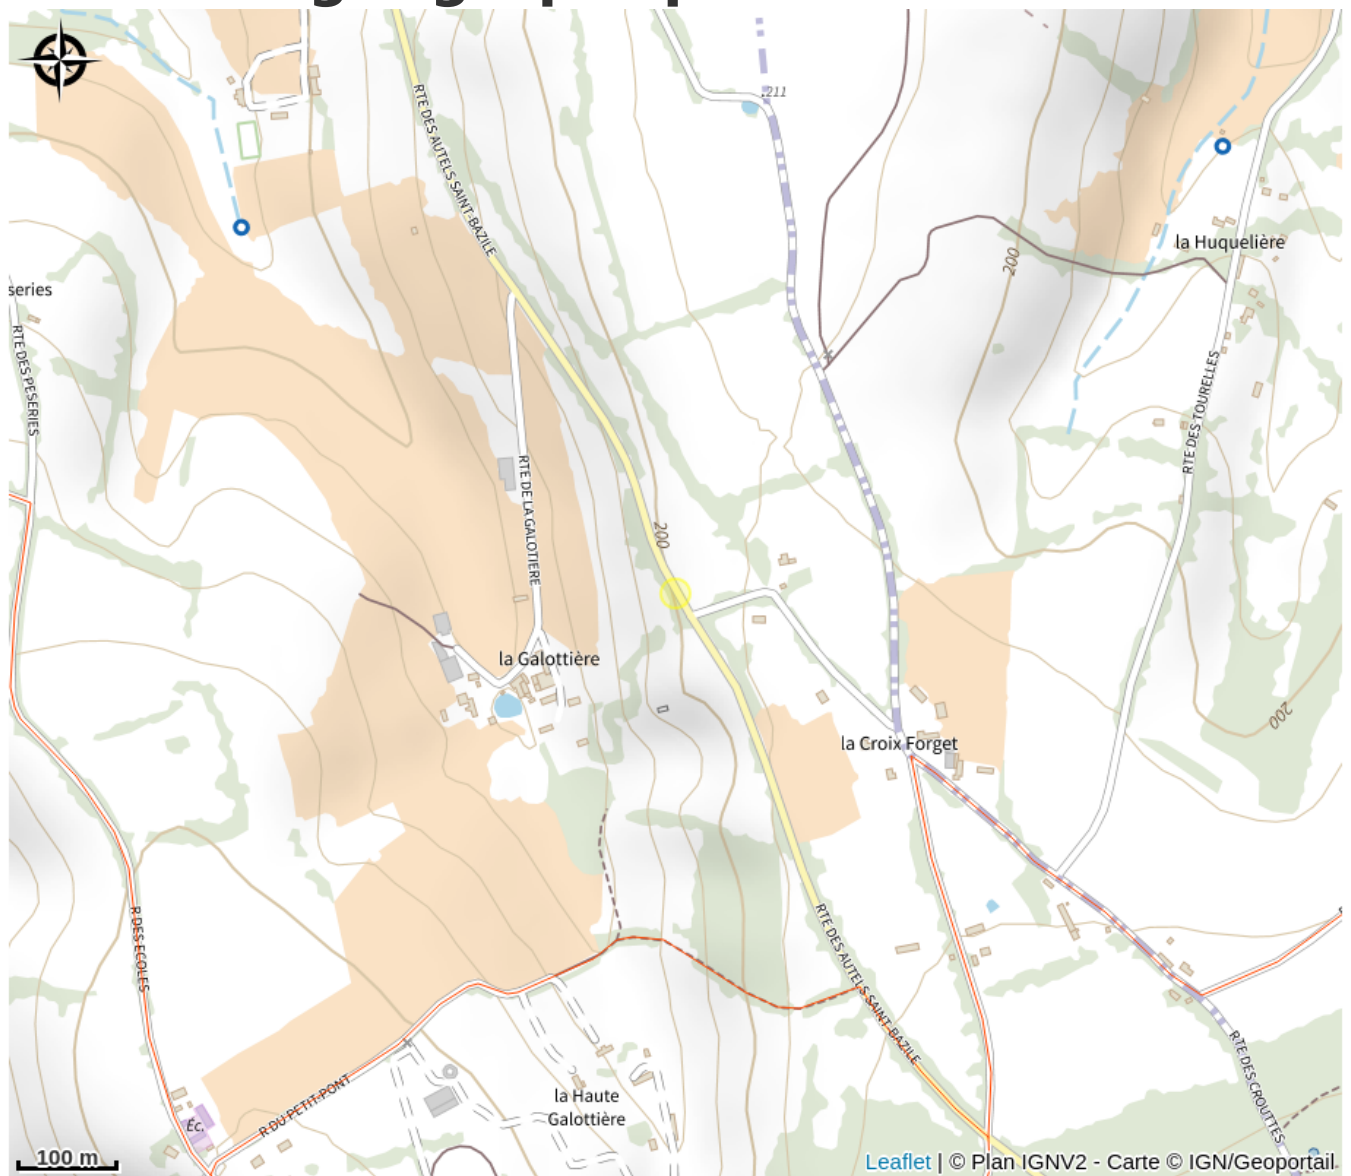 RTE DES AUTELS SAINT-BAZILE
211
la Huquelière
200
series
RTE DES PESERIES
RTE DES TOURELLES
RTE DE LA GALOTIERE
200
la Galottière
200
la Croix Forget
R DES ECOLES
RTE DES AUTELS SAINT-BAZILE
RTE DES CROUTTES
R DU PETIT PONT
la Haute
Galottière
Éc.
100 m
Leaflet | © Plan IGNV2 - Carte © IGN/Geoportail